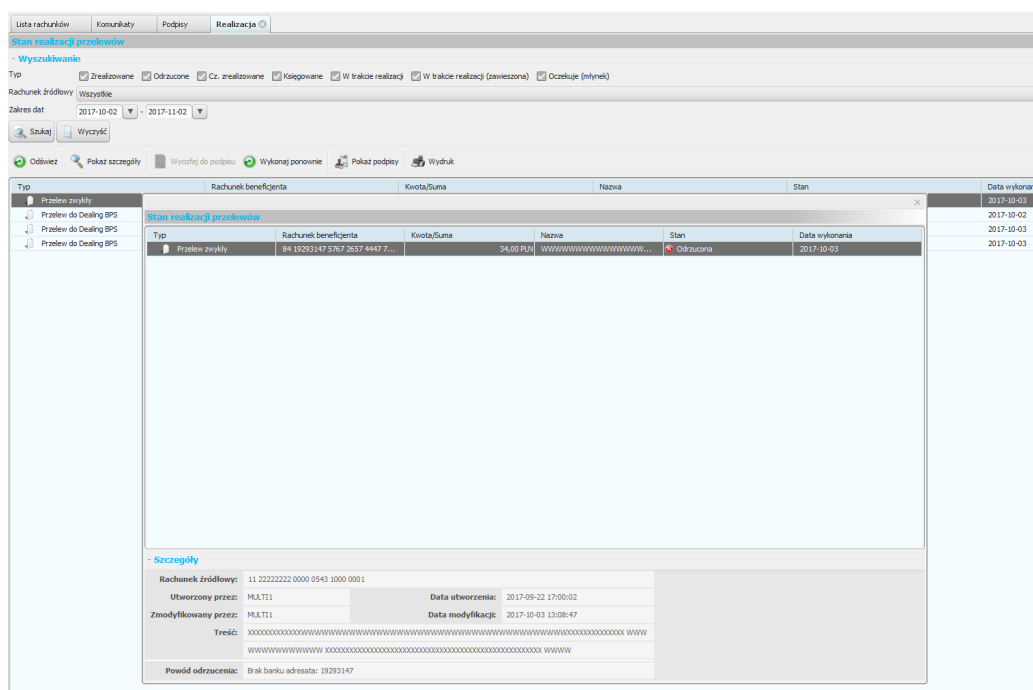 Lista rachunków Komunikaty Podpisy Realizacja
Stan realizacji przelewów
- Wyszukiwanie
Typ Zrealizowane Odrzucone Cz. zrealizowane Księgowane W trakcie realizacji W trakcie realizacji (zawieszona) Oczekuje (młynek)
Rachunek źródłowy Wszystkie
Zakres dat 2017-10-02 - 2017-11-02
Szukaj Wyczyść
Odśwież Pokaż szczegóły Wycofaj do podpisu Wykonaj ponownie Pokaż podpisy Wydruk
Typ Rachunek beneficjenta Kwota/Suma Nazwa Stan Data wykonan
Przelew zwykły 2017-10-03
Przelew do Dealing BPS 2017-10-02
Przelew do Dealing BPS 2017-10-03
Przelew do Dealing BPS 2017-10-03
Stan realizacji przelewów
Typ Rachunek beneficjenta Kwota/Suma Nazwa Stan Data wykonania
Przelew zwykły 84 19293147 5767 2657 4447 7... 34,00 PLN WWWWWWWWWWWWWWWW... Odrzucona 2017-10-03
- Szczegóły
Rachunek źródłowy: 11 22222222 0000 0543 1000 0001
Utworzony przez: MULTI1 Data utworzenia: 2017-09-22 17:00:02
Zmodyfikowany przez: MULTI1 Data modyfikacji: 2017-10-03 13:08:47
Treść:
Powód odrzucenia: Brak banku adresata: 19293147